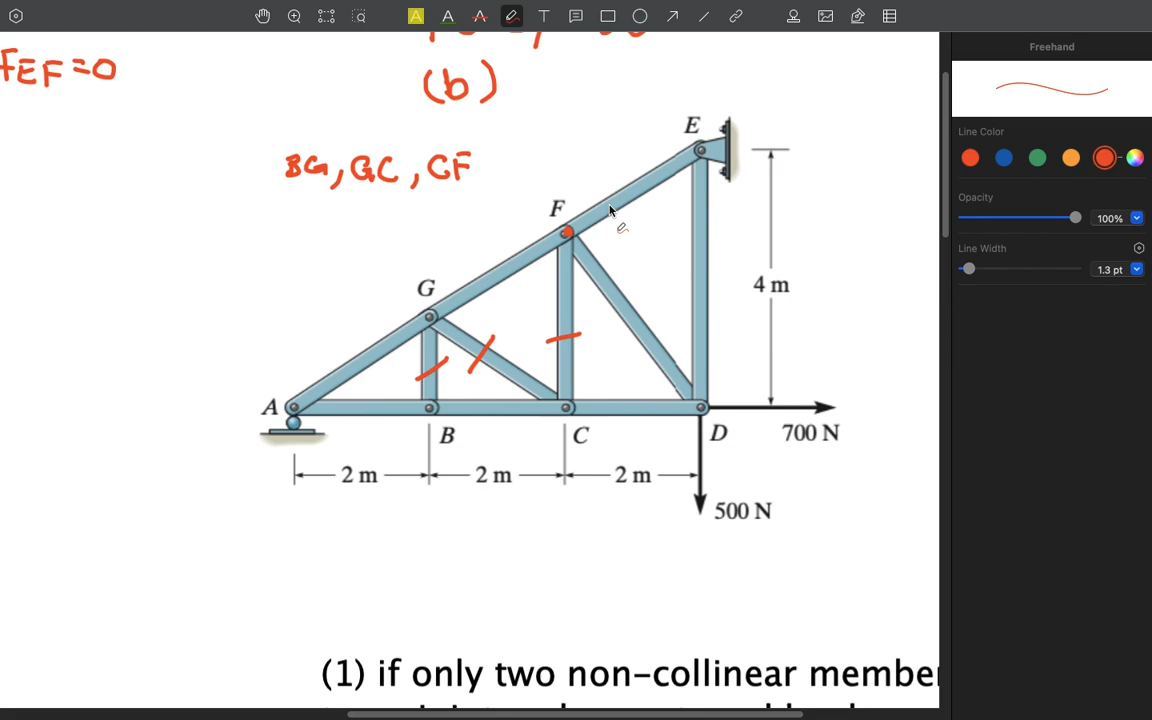 Freehand
FEF=0
(b)
Line Color
E
BG, GC, CF
Opacity
100%
F
Line Width
1.3 pt
G
4 m
A
B
C
D
700 N
2 m
2 m
2 m
500 N
(1) if only two non-collinear member